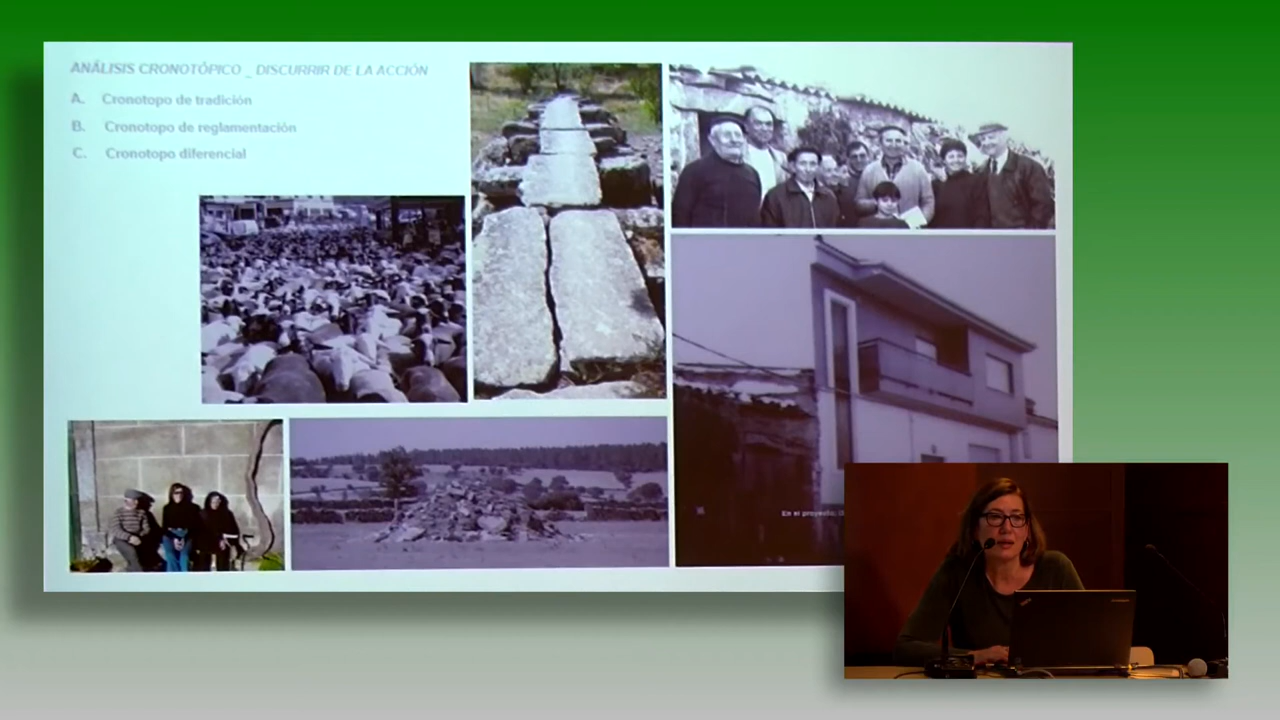 ANÁLISIS CRONOTÓPICO _ DISCURRIR DE LA ACCIÓN
A. Cronotopo de tradición
B. Cronotopo de reglamentación
C. Cronotopo diferencial
En el proyecto: